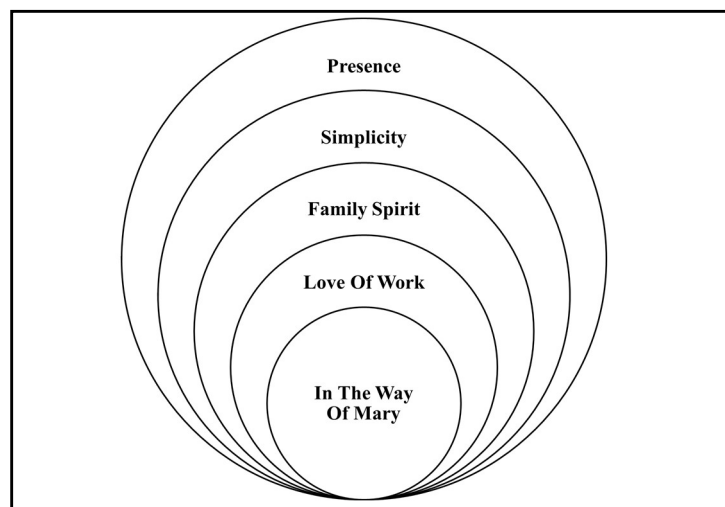 Presence
Simplicity
Family Spirit
Love Of Work
In The Way
Of Mary